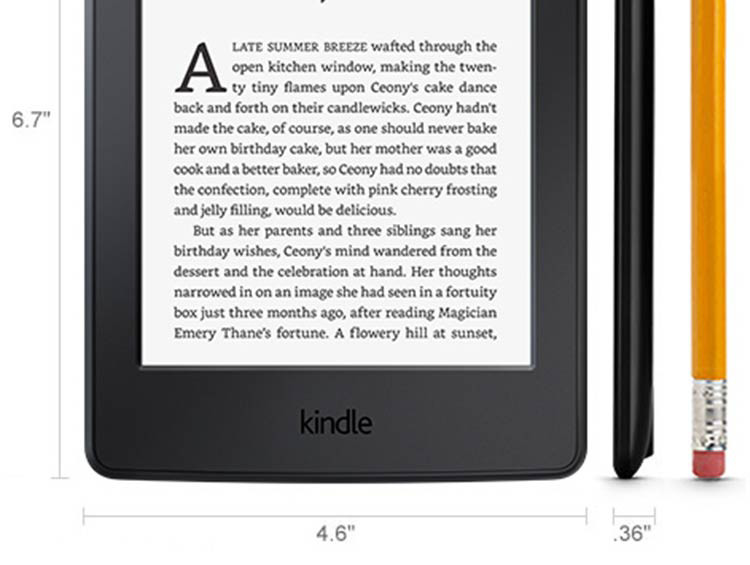 A LATE SUMMER BREEZE wafted through the
open kitchen window, making the twen-
ty tiny flames upon Ceony's cake dance
back and forth on their candlewicks. Ceony hadn't
made the cake, of course, as one should never bake
her own birthday cake, but her mother was a good
cook and a better baker, so Ceony had no doubts that
the confection, complete with pink cherry frosting
and jelly filling, would be delicious.
But as her parents and three siblings sang her
birthday wishes, Ceony's mind wandered from the
dessert and the celebration at hand. Her thoughts
narrowed in on an image she had seen in a fortuity
box just three months ago, after reading Magician
Emery Thane's fortune. A flowery hill at sunset,
kindle
6.7"
4.6"
.36"